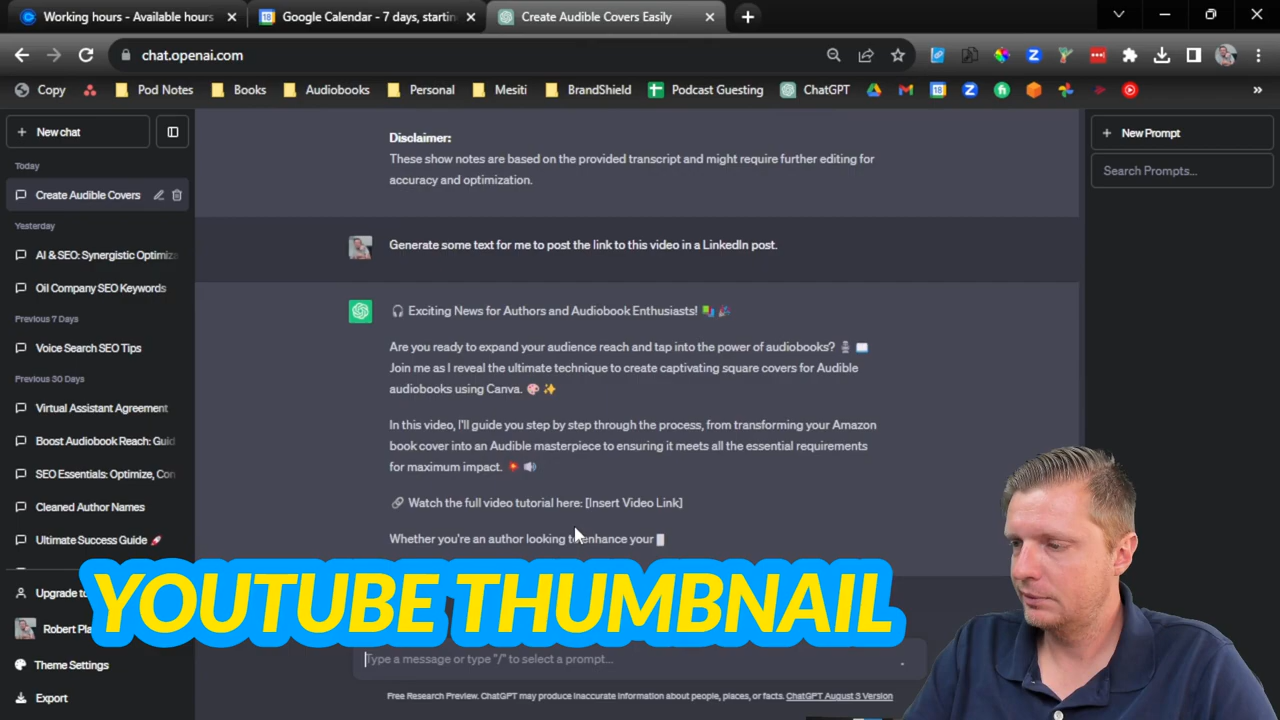 Working hours - Available hours
Google Calendar - 7 days, startin
Create Audible Covers Easily
chat.openai.com
Copy
Pod Notes
Books
Audiobooks
Personal
Mesiti
BrandShield
Podcast Guesting
ChatGPT
New chat
Today
Create Audible Covers
Yesterday
AI & SEO: Synergistic Optimiz
Oil Company SEO Keywords
Previous 7 Days
Voice Search SEO Tips
Previous 30 Days
Virtual Assistant Agreement
Boost Audiobook Reach: Guid
SEO Essentials: Optimize, Con
Cleaned Author Names
Ultimate Success Guide 🚀
Upgrade to
Robert Pla
Theme Settings
Export
Disclaimer:
These show notes are based on the provided transcript and might require further editing for
accuracy and optimization.
Generate some text for me to post the link to this video in a LinkedIn post.
🎧 Exciting News for Authors and Audiobook Enthusiasts! 📚🎉
Are you ready to expand your audience reach and tap into the power of audiobooks? 🎙️📖
Join me as I reveal the ultimate technique to create captivating square covers for Audible
audiobooks using Canva. 🎨✨
In this video, I'll guide you step by step through the process, from transforming your Amazon
book cover into an Audible masterpiece to ensuring it meets all the essential requirements
for maximum impact. 💥🔊
🔗 Watch the full video tutorial here: [Insert Video Link]
Whether you're an author looking to enhance your
YOUTUBE THUMBNAIL
Type a message or type "/" to select a prompt...
Free Research Preview. ChatGPT may produce inaccurate information about people, places, or facts. ChatGPT August 3 Version
New Prompt
Search Prompts...